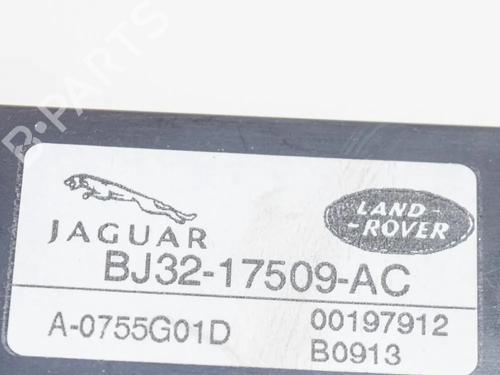 B-PARTS
JAGUAR
LAND-
-ROVER
BJ32-17509-AC
A-0755G01D
00197912
B0913